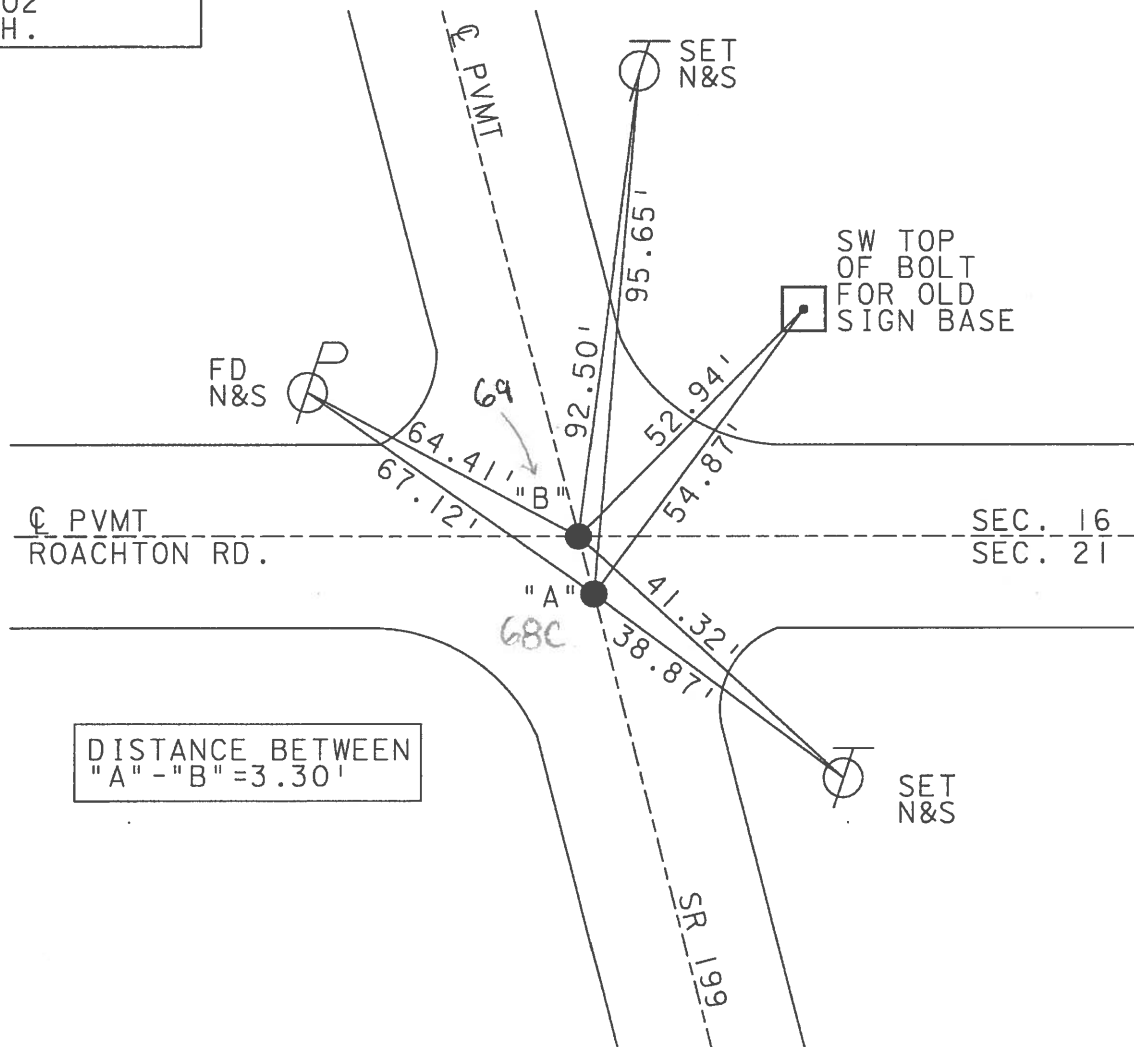 02
H.
℄ PVMT
SET
N&S
95.65'
SW TOP
OF BOLT
FOR OLD
SIGN BASE
FD
N&S
69
92.50'
52.94'
54.87'
64.41'
67.12'
"B"
℄ PVMT
ROACHTON RD.
SEC. 16
SEC. 21
"A"
68C
41.32'
38.87'
DISTANCE BETWEEN
"A"-"B"=3.30'
SET
N&S
SR 199